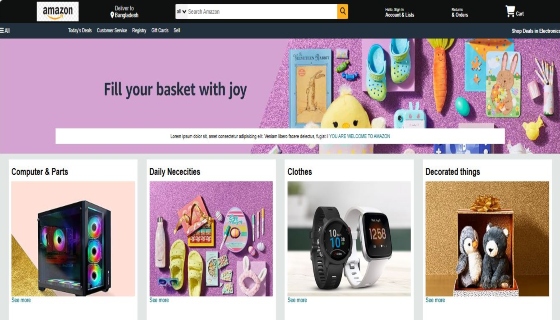 amazon
Deliver to
Bangladesh
All
Search Amazon
Hello, Sign in
Account & Lists
Returns
& Orders
Cart
All
Today's Deals Customer Service Registry Gift Cards Sell
Shop Deals in Electronics
Fill your basket with joy
Lorem ipsum dolor sit, amet consectetur adipisicing elit. Veniam libero facere delectus, fugiat // YOU ARE WELCOME TO AMAZON
Computer & Parts
Daily Nececities
Clothes
Decorated things
See more
See more
See more
See more